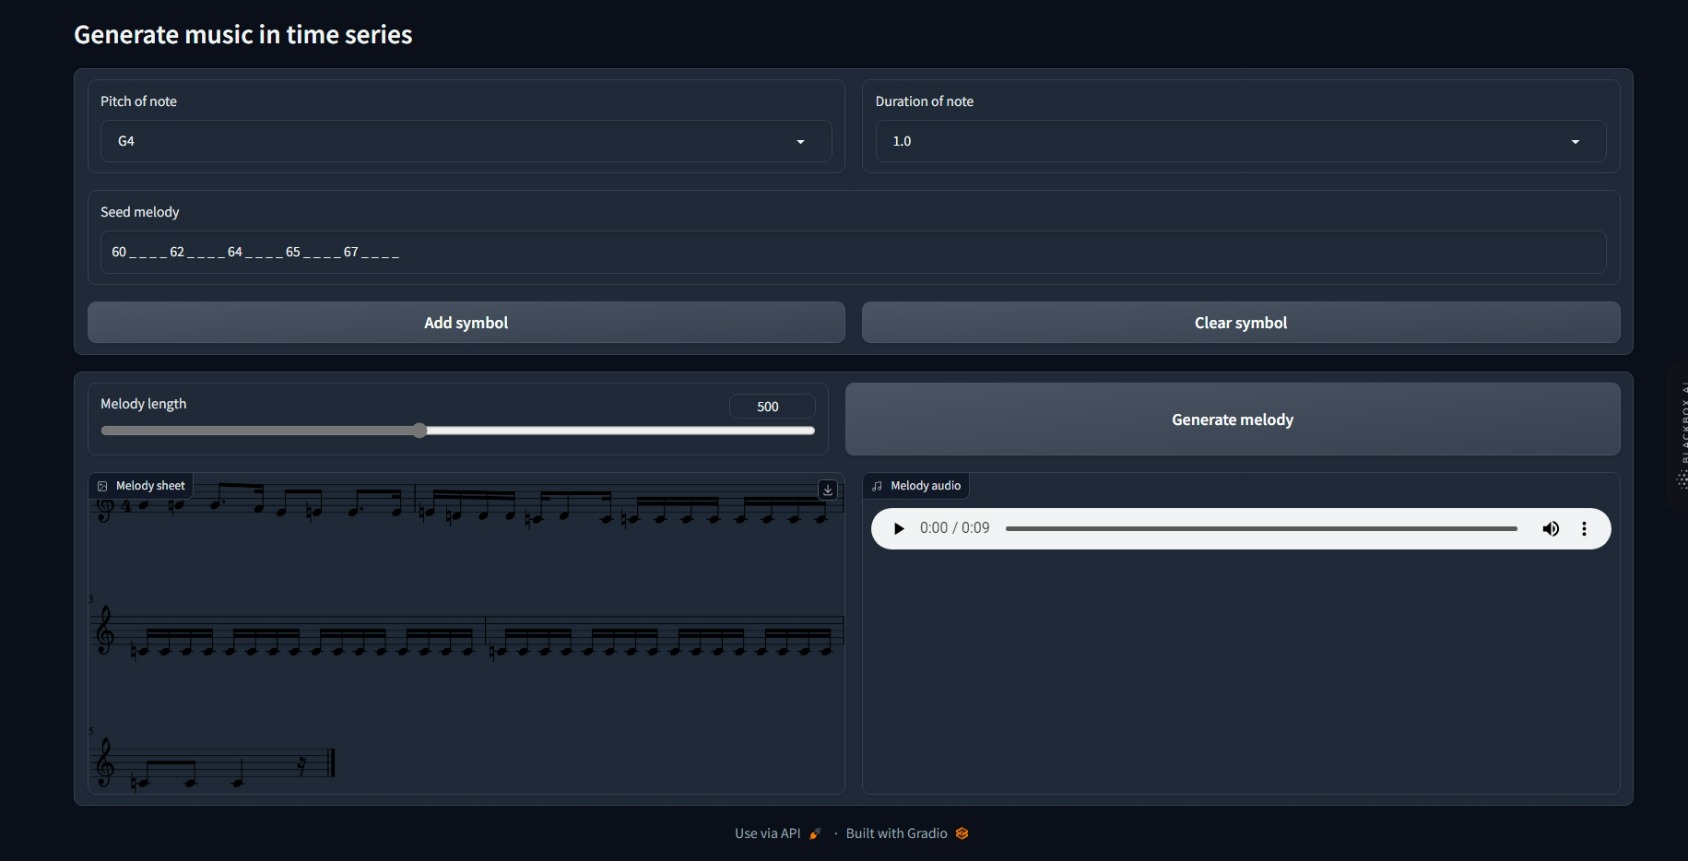 Generate music in time series
Pitch of note
Duration of note
G4
1.0
Seed melody
60 _ _ _ _ 62 _ _ _ _ 64 _ _ _ _ 65 _ _ _ _ 67 _ _ _ _
Add symbol
Clear symbol
Melody length
500
Generate melody
Melody sheet
Melody audio
4
0:00 / 0:09
3
5
Use via API · Built with Gradio
BLACKBOX AI